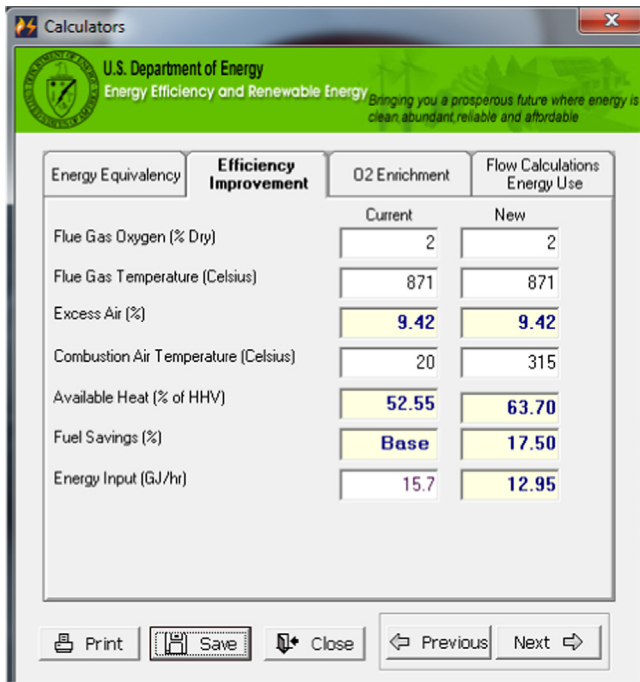 Calculators
U.S. Department of Energy
Energy Efficiency and Renewable Energy
Bringing you a prosperous future where energy is
clean,abundant,reliable and affordable
Energy Equivalency
Efficiency
Improvement
O2 Enrichment
Flow Calculations
Energy Use
Current New
Flue Gas Oxygen (% Dry) 2 2
Flue Gas Temperature (Celsius) 871 871
Excess Air (%) 9.42 9.42
Combustion Air Temperature (Celsius) 20 315
Available Heat (% of HHV) 52.55 63.70
Fuel Savings (%) Base 17.50
Energy Input (GJ/hr) 15.7 12.95
Print Save Close Previous Next